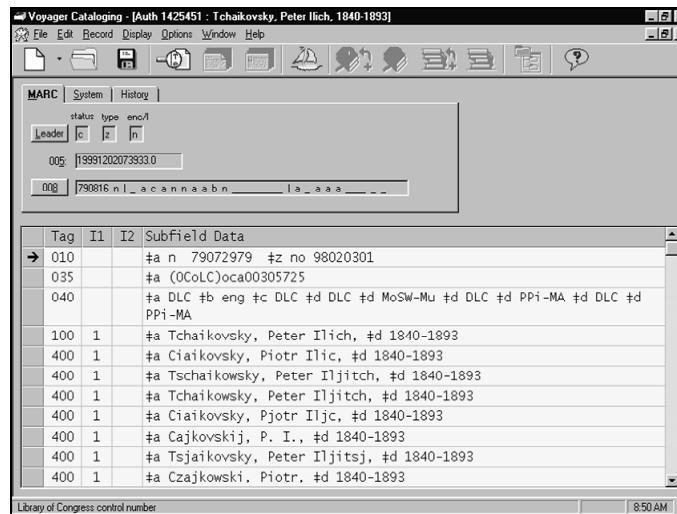 Voyager Cataloging - [Auth 1425451 : Tchaikovsky, Peter Ilich, 1840-1893]
File Edit Record Display Options Window Help
MARC System History
status type enc/l
Leader c z n
005: 19991202073933.0
008 790816 n l _ a c a n n a a b n _ _ _ _ _ _ _ _ _ _ l a _ a a a _ _ _ _ _
Tag I1 I2 Subfield Data
010 ‡a n 79072979 ‡z no 98020301
035 ‡a (OCoLC)oca00305725
040 ‡a DLC ‡b eng ‡c DLC ‡d DLC ‡d MoSW-Mu ‡d DLC ‡d PPi-MA ‡d DLC ‡d
PPi-MA
100 1 ‡a Tchaikovsky, Peter Ilich, ‡d 1840-1893
400 1 ‡a Ciaikovsky, Piotr Ilic, ‡d 1840-1893
400 1 ‡a Tschaikowsky, Peter Iljitch, ‡d 1840-1893
400 1 ‡a Tchaikowsky, Peter Iljitch, ‡d 1840-1893
400 1 ‡a Ciaikovsky, Pjotr Iljc, ‡d 1840-1893
400 1 ‡a Cajkovskij, P. I., ‡d 1840-1893
400 1 ‡a Tsjaikovsky, Peter Iljitsj, ‡d 1840-1893
400 1 ‡a Czajkowski, Piotr, ‡d 1840-1893
Library of Congress control number 8:50 AM